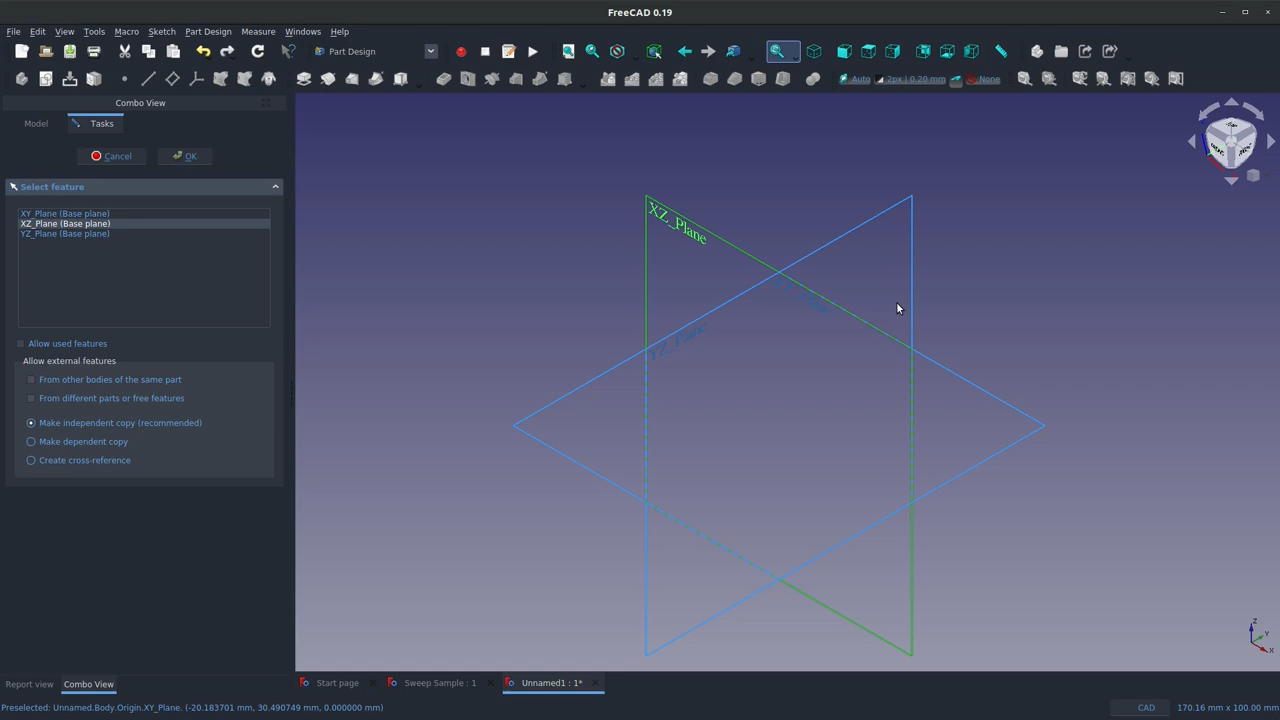 FreeCAD 0.19
File Edit View Tools Macro Sketch Part Design Measure Windows Help
Part Design
Auto 2px | 0.20 mm None
Combo View
Model Tasks
Cancel OK
Select feature
XY_Plane (Base plane)
XZ_Plane (Base plane)
YZ_Plane (Base plane)
Allow used features
Allow external features
From other bodies of the same part
From different parts or free features
Make independent copy (recommended)
Make dependent copy
Create cross-reference
XZ_Plane
YZ_Plane
Z
Y
X
Report view Combo View
Start page Sweep Sample : 1 Unnamed1 : 1*
Preselected: Unnamed.Body.Origin.XY_Plane. (-20.183701 mm, 30.490749 mm, 0.000000 mm)
CAD 170.16 mm x 100.00 mm